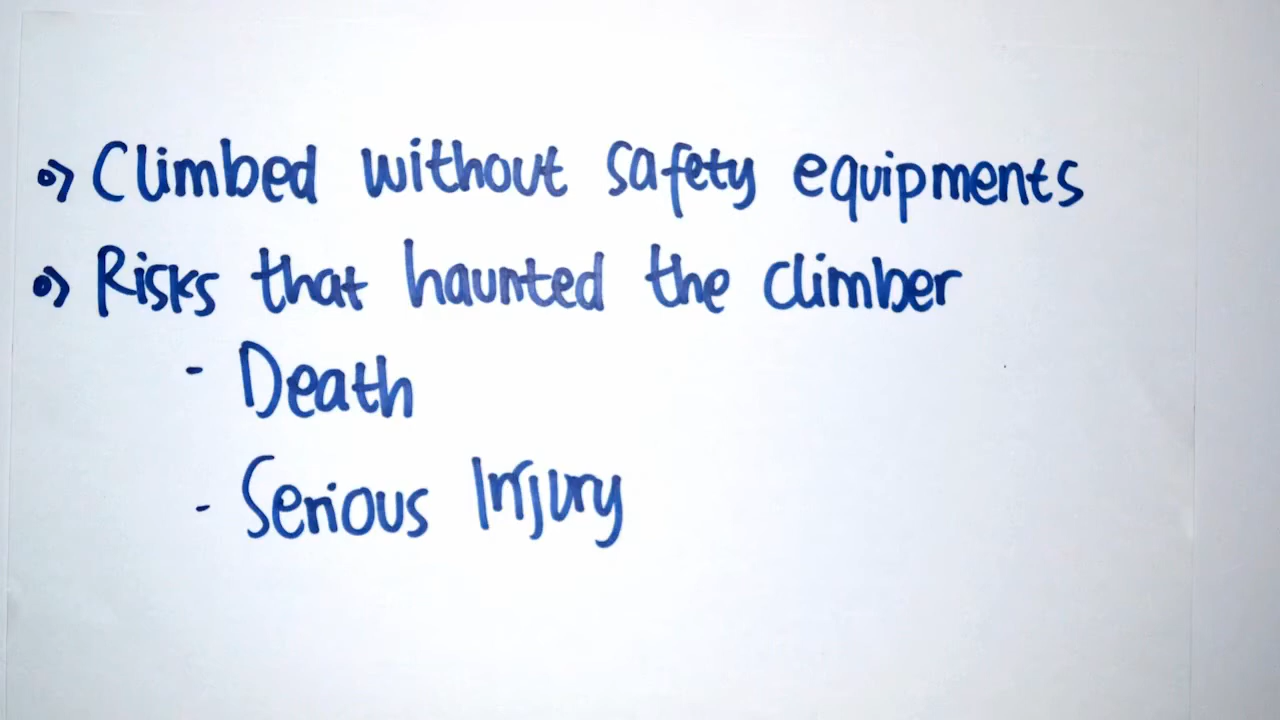 •) Climbed without safety equipments
•) Risks that haunted the climber
- Death
- Serious Injury